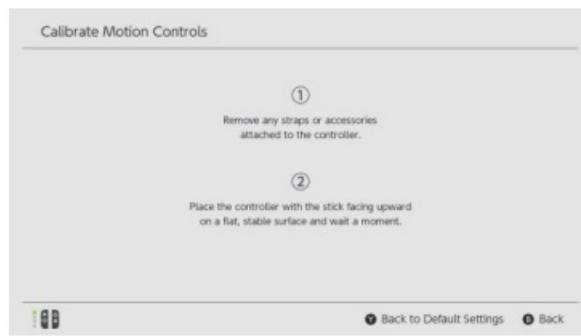 Calibrate Motion Controls
①
Remove any straps or accessories
attached to the controller.
②
Place the controller with the stick facing upward
on a flat, stable surface and wait a moment.
Y Back to Default Settings B Back